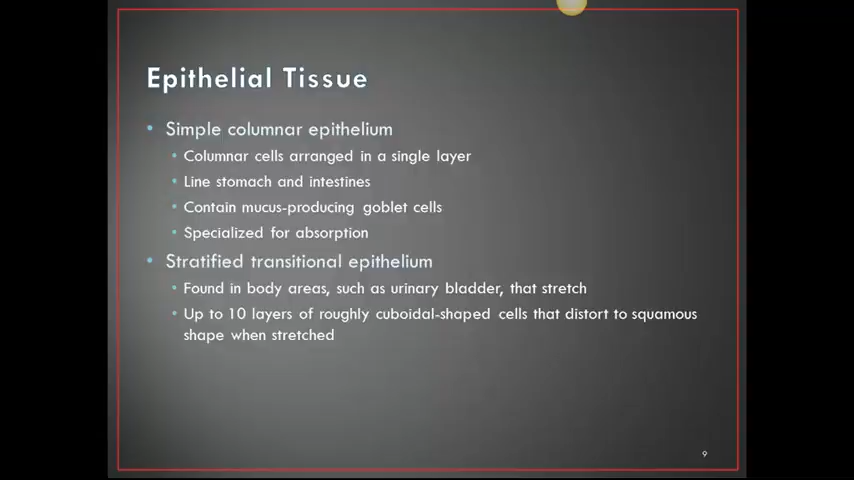 Epithelial Tissue
• Simple columnar epithelium
• Columnar cells arranged in a single layer
• Line stomach and intestines
• Contain mucus-producing goblet cells
• Specialized for absorption
• Stratified transitional epithelium
• Found in body areas, such as urinary bladder, that stretch
• Up to 10 layers of roughly cuboidal-shaped cells that distort to squamous
shape when stretched
9